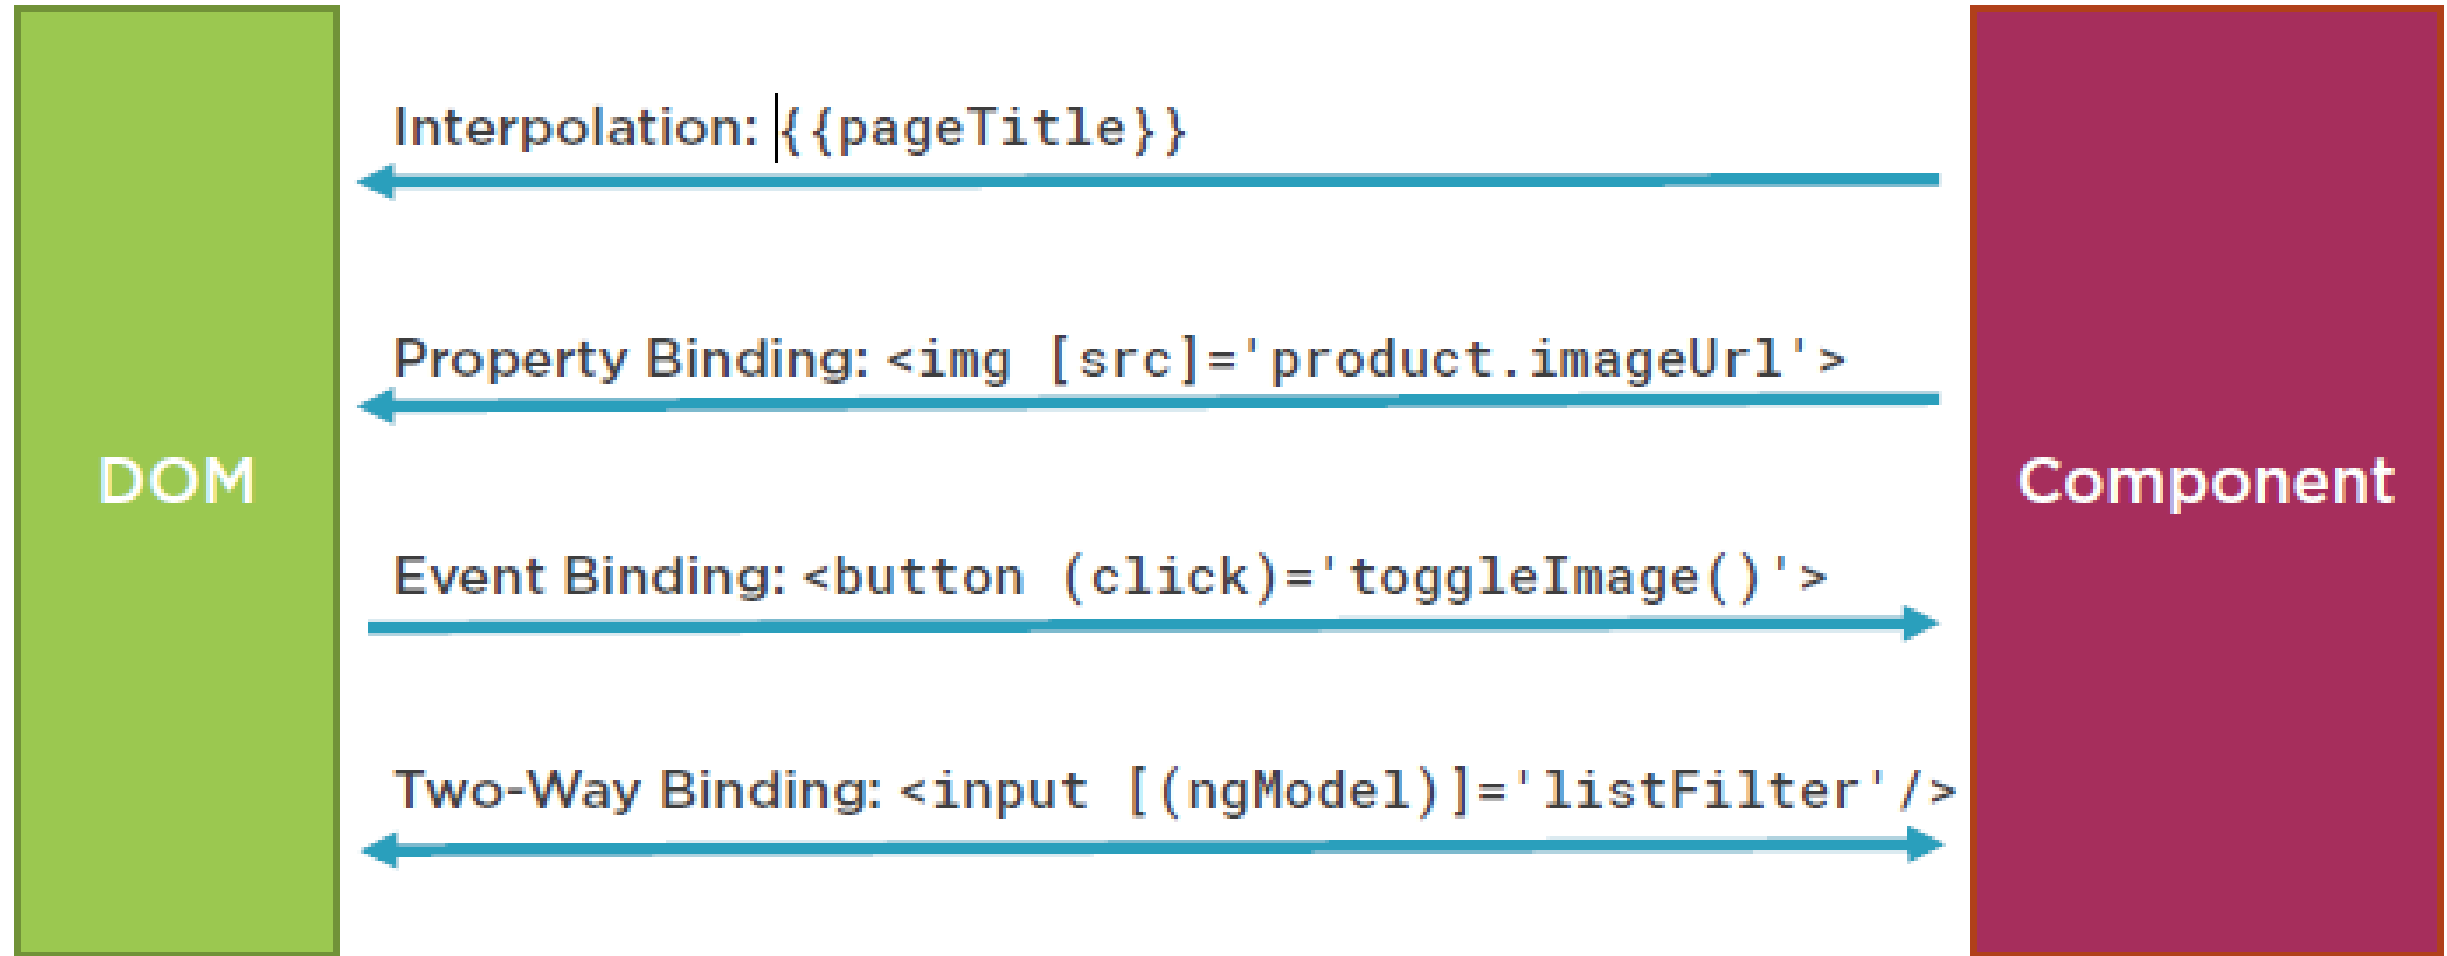 Interpolation: {{pageTitle}}
Property Binding: <img [src]='product.imageUrl'>
DOM
Component
Event Binding: <button (click)='toggleImage()'>
Two-Way Binding: <input [(ngModel)]='listFilter'/>